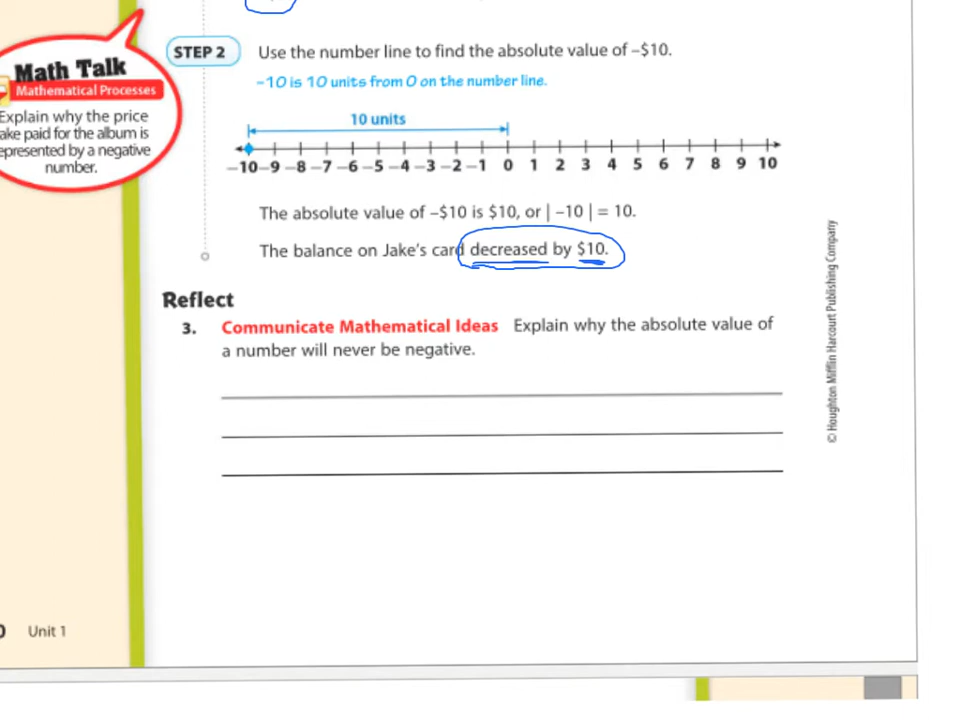 STEP 2 Use the number line to find the absolute value of –$10.
–10 is 10 units from 0 on the number line.
Math Talk
Mathematical Processes
Explain why the price
ake paid for the album is
epresented by a negative
number.
10 units
–10 –9 –8 –7 –6 –5 –4 –3 –2 –1 0 1 2 3 4 5 6 7 8 9 10
The absolute value of –$10 is $10, or | –10 | = 10.
The balance on Jake's card decreased by $10.
Reflect
3. Communicate Mathematical Ideas Explain why the absolute value of
a number will never be negative.
© Houghton Mifflin Harcourt Publishing Company
0 Unit 1